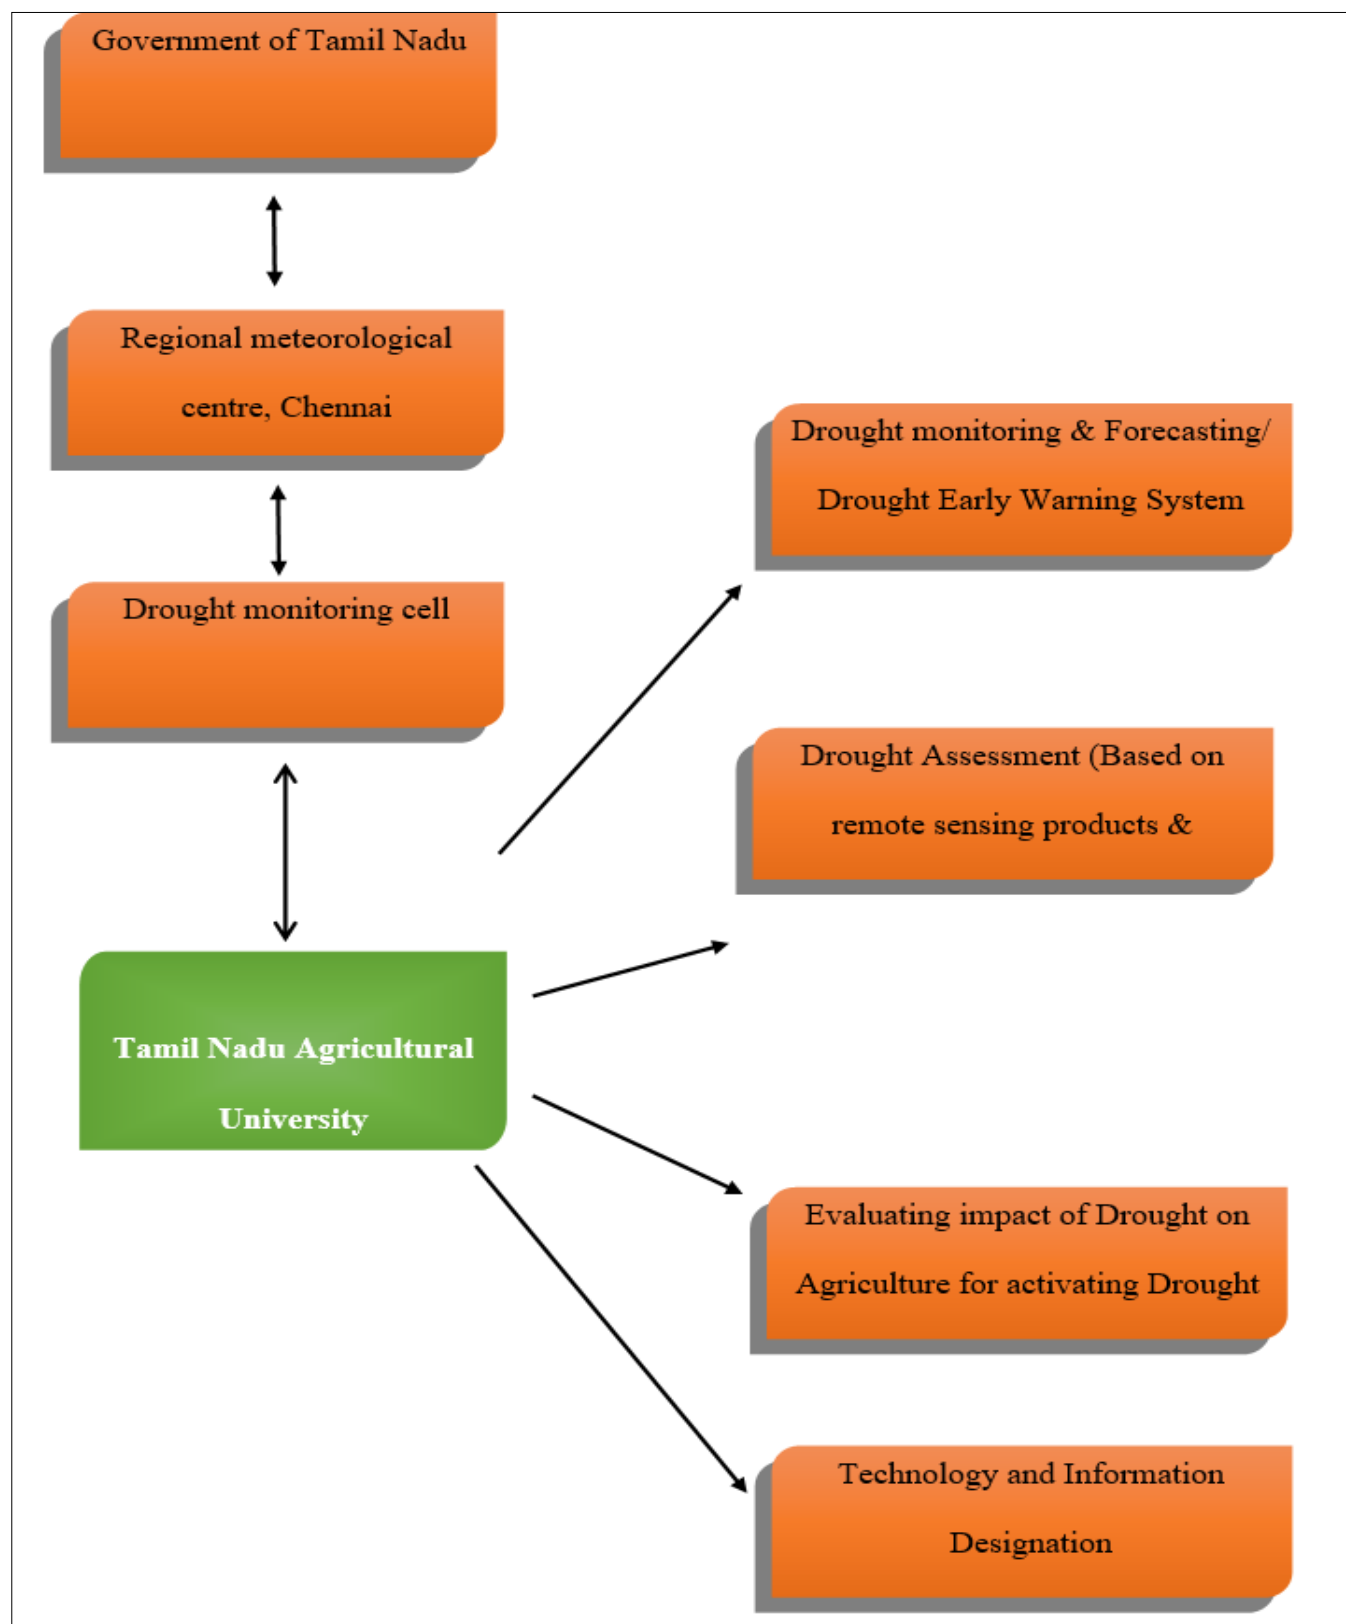 Government of Tamil Nadu
Regional meteorological
centre, Chennai
Drought monitoring cell
Tamil Nadu Agricultural
University
Drought monitoring & Forecasting/
Drought Early Warning System
Drought Assessment (Based on
remote sensing products &
Evaluating impact of Drought on
Agriculture for activating Drought
Technology and Information
Designation